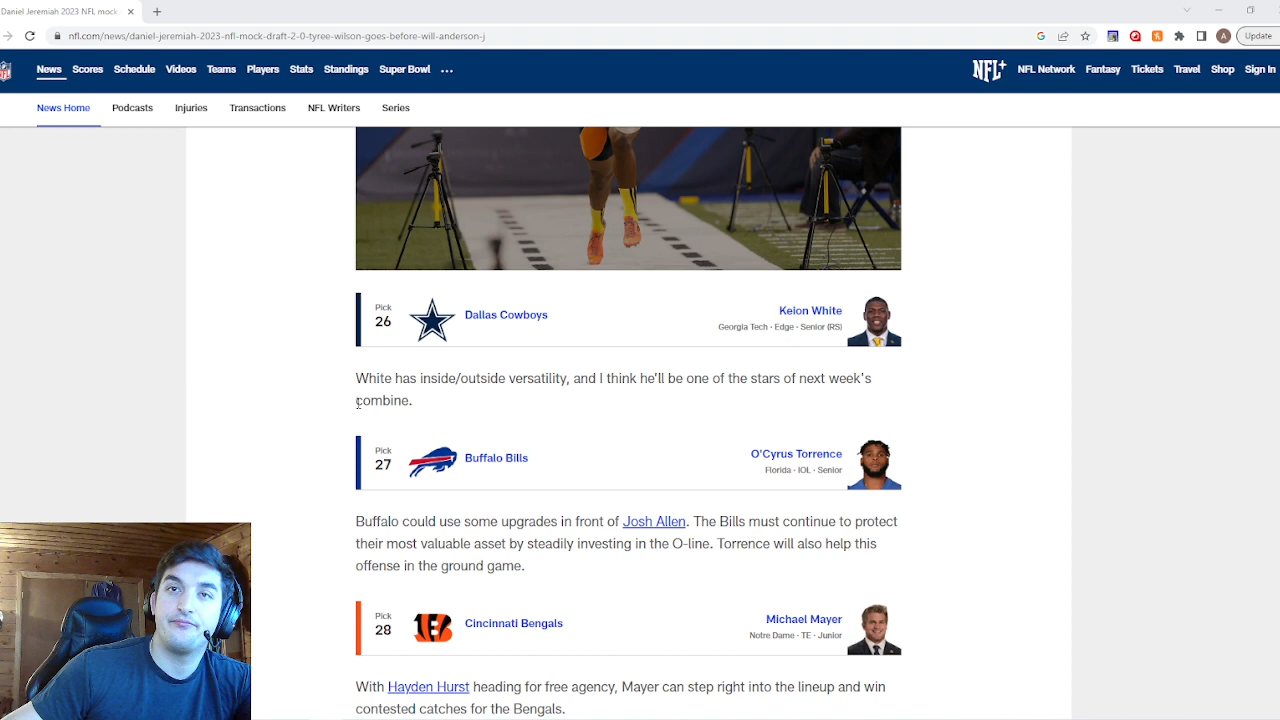 Daniel Jeremiah 2023 NFL mock
nfl.com/news/daniel-jeremiah-2023-nfl-mock-draft-2-0-tyree-wilson-goes-before-will-anderson-j
G
A
Update
News Scores Schedule Videos Teams Players Stats Standings Super Bowl ...
NFL+ NFL Network Fantasy Tickets Travel Shop Sign In
News Home Podcasts Injuries Transactions NFL Writers Series
Pick
26
Dallas Cowboys
Keion White
Georgia Tech · Edge · Senior (RS)
White has inside/outside versatility, and I think he'll be one of the stars of next week's
combine.
Pick
27
Buffalo Bills
O'Cyrus Torrence
Florida · IOL · Senior
Buffalo could use some upgrades in front of Josh Allen. The Bills must continue to protect
their most valuable asset by steadily investing in the O-line. Torrence will also help this
offense in the ground game.
Pick
28
Cincinnati Bengals
Michael Mayer
Notre Dame · TE · Junior
With Hayden Hurst heading for free agency, Mayer can step right into the lineup and win
contested catches for the Bengals.